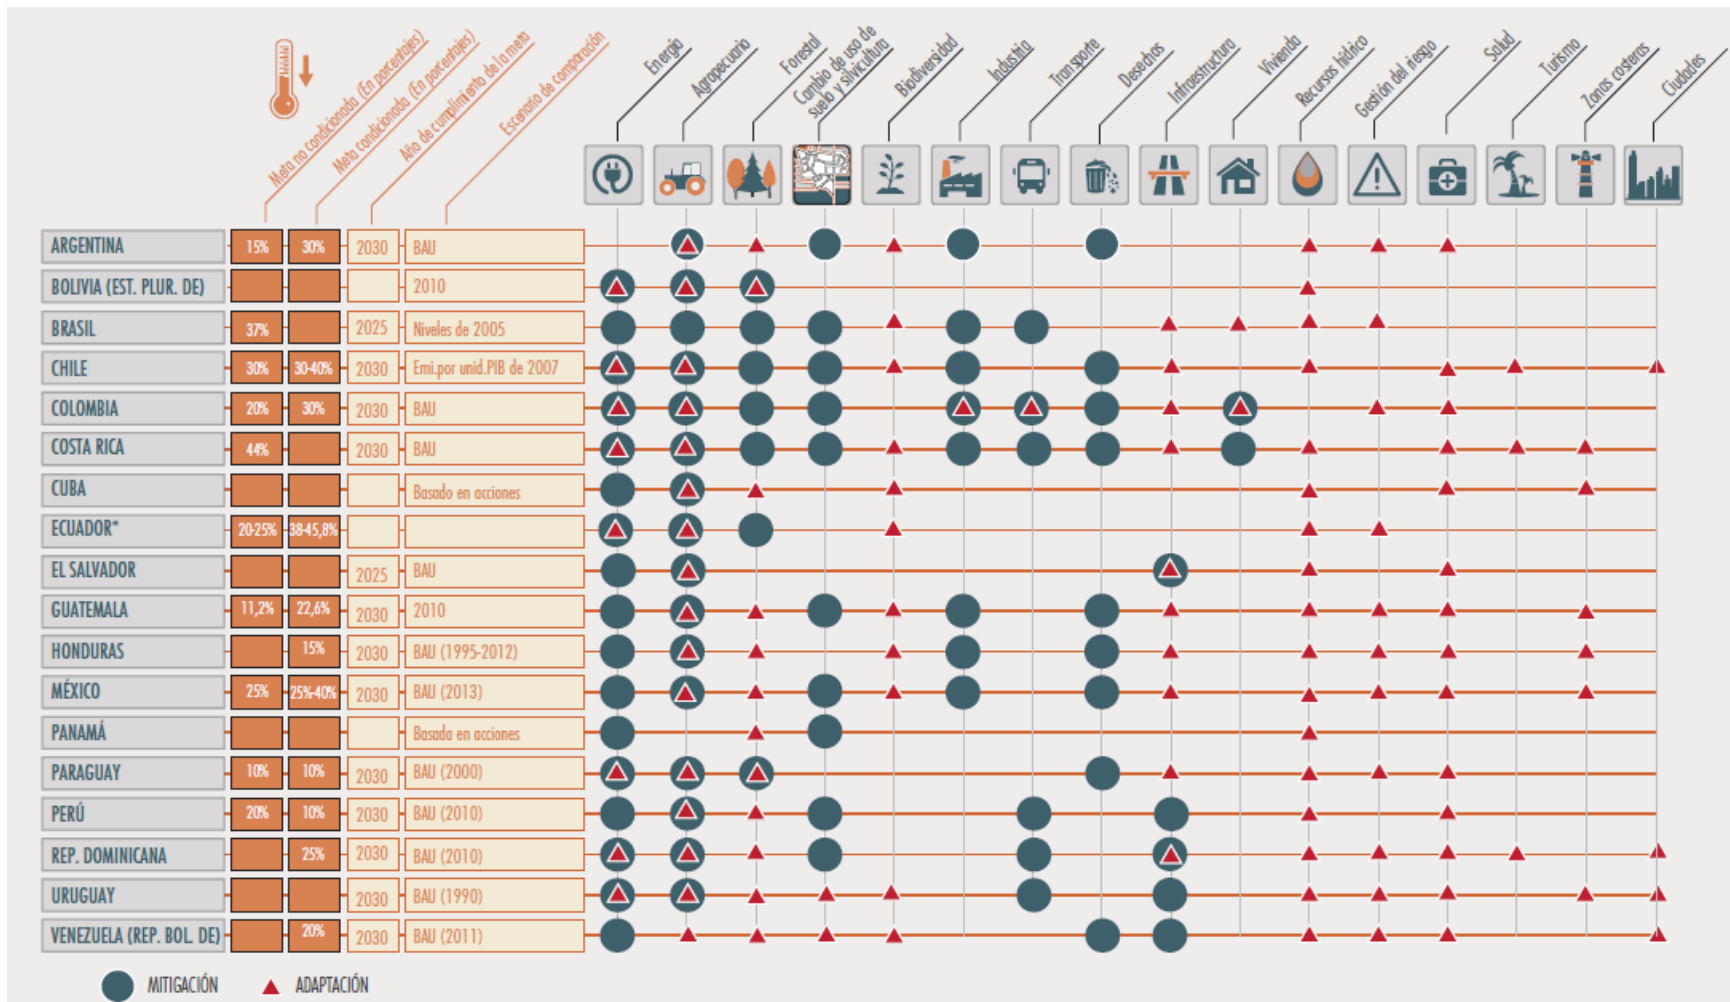 Meta no condicionada (En porcentajes)
Meta condicionada (En porcentajes)
Año de cumplimiento de la meta
Escenario de comparación
Energía
Agropecuario
Forestal
Cambio de uso de
suelo y silvicultura
Biodiversidad
Industria
Transporte
Desechos
Infraestructura
Vivienda
Recursos hídrico
Gestión del riesgo
Salud
Turismo
Zonas costeras
Ciudades
ARGENTINA 15% 30% 2030 BAU
BOLIVIA (EST. PLUR. DE) 2010
BRASIL 37% 2025 Niveles de 2005
CHILE 30% 30-40% 2030 Emi.por unid.PIB de 2007
COLOMBIA 20% 30% 2030 BAU
COSTA RICA 44% 2030 BAU
CUBA Basado en acciones
ECUADOR* 20-25% 38-45,8%
EL SALVADOR 2025 BAU
GUATEMALA 11,2% 22,6% 2030 2010
HONDURAS 15% 2030 BAU (1995-2012)
MÉXICO 25% 25%-40% 2030 BAU (2013)
PANAMÁ Basada en acciones
PARAGUAY 10% 10% 2030 BAU (2000)
PERÚ 20% 10% 2030 BAU (2010)
REP. DOMINICANA 25% 2030 BAU (2010)
URUGUAY 2030 BAU (1990)
VENEZUELA (REP. BOL. DE) 20% 2030 BAU (2011)
MITIGACIÓN ADAPTACIÓN